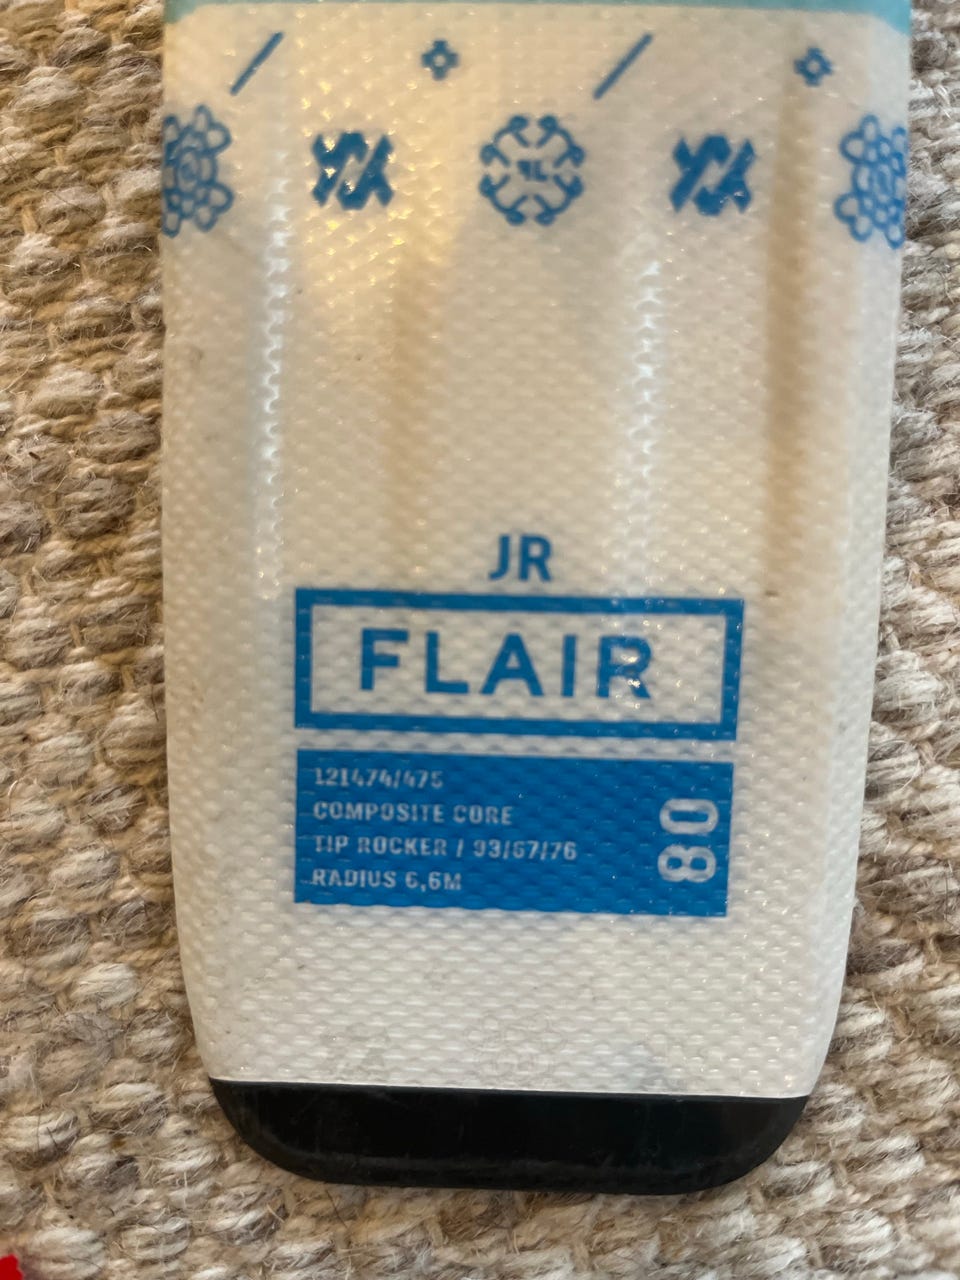 JR
FLAIR
121474/475
COMPOSITE CORE
TIP ROCKER / 93/67/76
RADIUS 6,6M
80